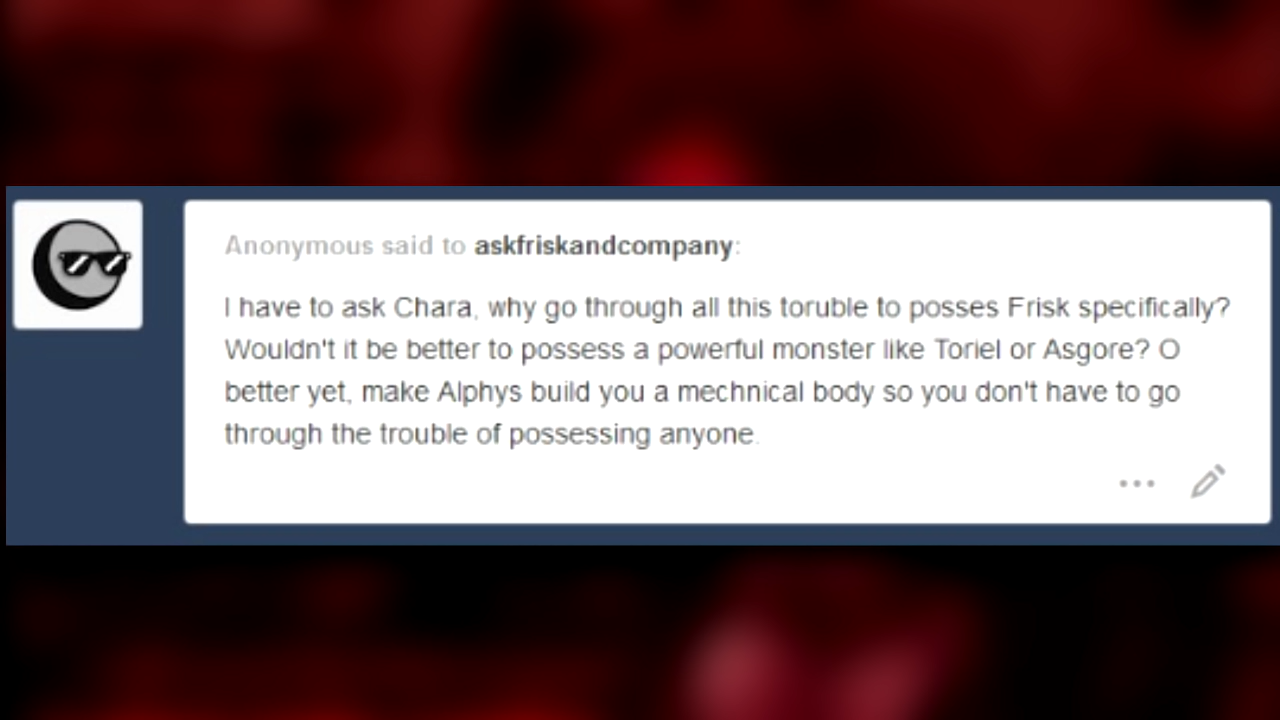 Anonymous said to askfriskandcompany:
I have to ask Chara, why go through all this toruble to posses Frisk specifically?
Wouldn't it be better to possess a powerful monster like Toriel or Asgore? O
better yet, make Alphys build you a mechnical body so you don't have to go
through the trouble of possessing anyone.